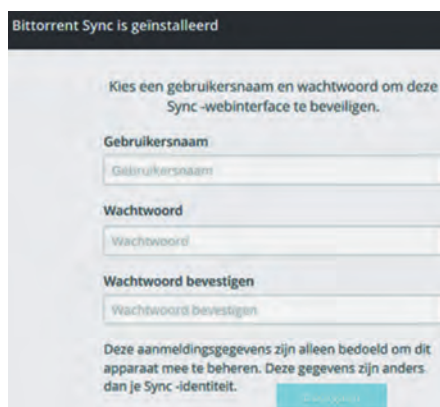 Bittorrent Sync is geïnstalleerd
Kies een gebruikersnaam en wachtwoord om deze
Sync -webinterface te beveiligen.
Gebruikersnaam
Gebruikersnaam
Wachtwoord
Wachtwoord
Wachtwoord bevestigen
Wachtwoord bevestigen
Deze aanmeldingsgegevens zijn alleen bedoeld om dit
apparaat mee te beheren. Deze gegevens zijn anders
dan je Sync -identiteit.